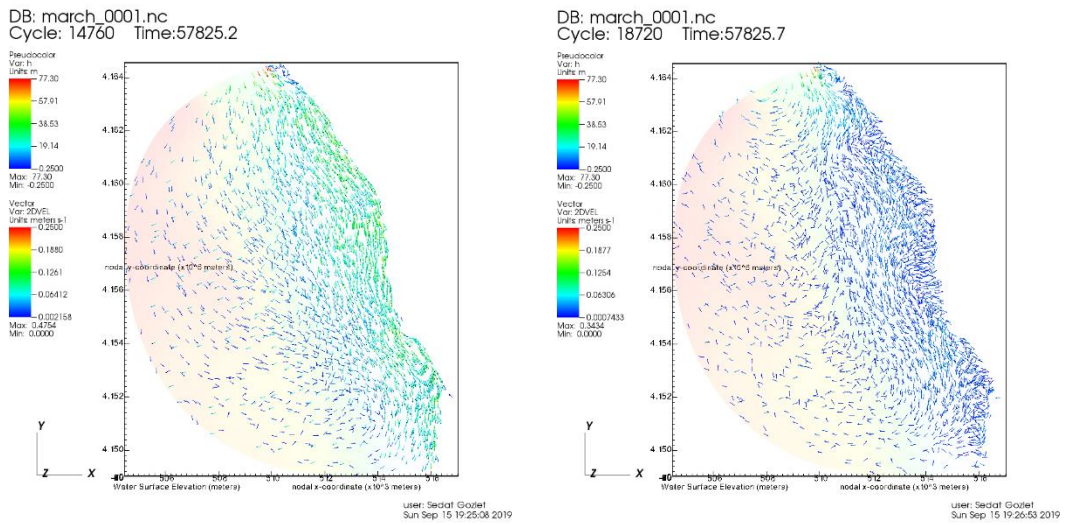 DB: march_0001.nc
Cycle: 14760 Time:57825.2
Pseudocolor
Var: h
Units: m
77.30
57.91
38.53
19.14
-0.2500
Max: 77.30
Min: -0.2500
Vector
Var: 2DVEL
Units: meters s-1
0.2500
0.1880
0.1261
0.06412
0.002158
Max: 0.4754
Min: 0.0000
4.164
4.162
4.160
4.158
nodal_y-coordinate (x10^3 meters)
4.156
4.154
4.152
4.150
506
508
510
512
514
516
Water Surface Elevation (meters)
nodal x-coordinate (x10^3 meters)
Y
Z
X
user: Sedat Gozlet
Sun Sep 15 19:25:08 2019
DB: march_0001.nc
Cycle: 18720 Time:57825.7
Pseudocolor
Var: h
Units: m
77.30
57.91
38.53
19.14
-0.2500
Max: 77.30
Min: -0.2500
Vector
Var: 2DVEL
Units: meters s-1
0.2500
0.1877
0.1254
0.06306
0.0007433
Max: 0.3434
Min: 0.0000
4.164
4.162
4.160
4.158
nodal_y-coordinate (x10^3 meters)
4.156
4.154
4.152
4.150
506
508
510
512
514
516
Water Surface Elevation (meters)
nodal x-coordinate (x10^3 meters)
Y
Z
X
user: Sedat Gozlet
Sun Sep 15 19:26:53 2019